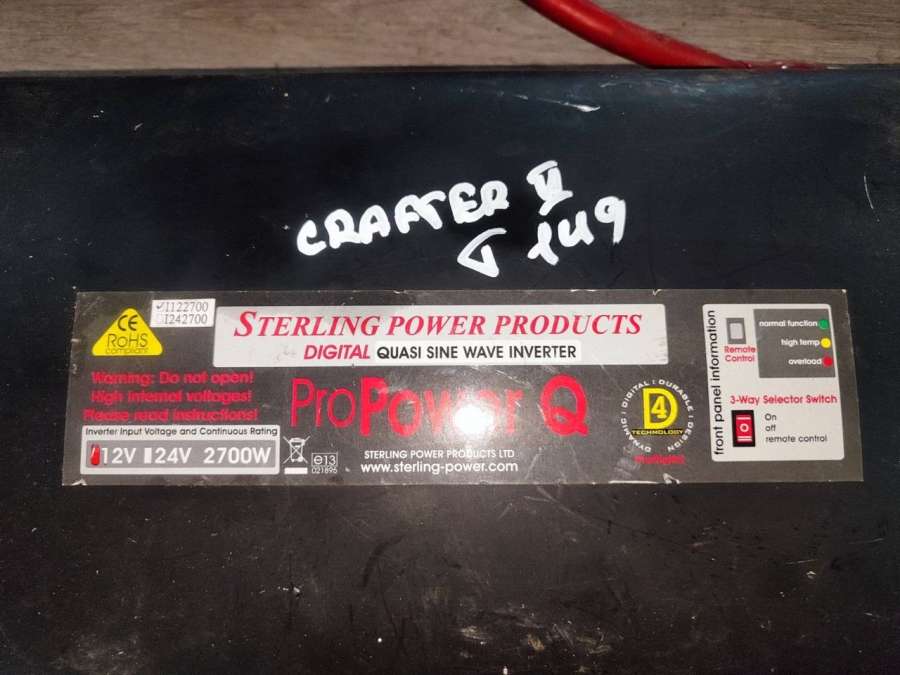 CRAFTER VI
149
I122700
I242700
CE
RoHS
compliant
STERLING POWER PRODUCTS
DIGITAL QUASI SINE WAVE INVERTER
Warning: Do not open!
High internal voltages!
Please read instructions!
ProPower Q
Inverter Input Voltage and Continuous Rating
12V 24V 2700W
e13
021896
STERLING POWER PRODUCTS LTD
www.sterling-power.com
DYNAMIC : DIGITAL : DURABLE : DESIGN
D4
TECHNOLOGY
front panel information
Remote
Control
normal function
high temp
overload
3-Way Selector Switch
On
off
remote control